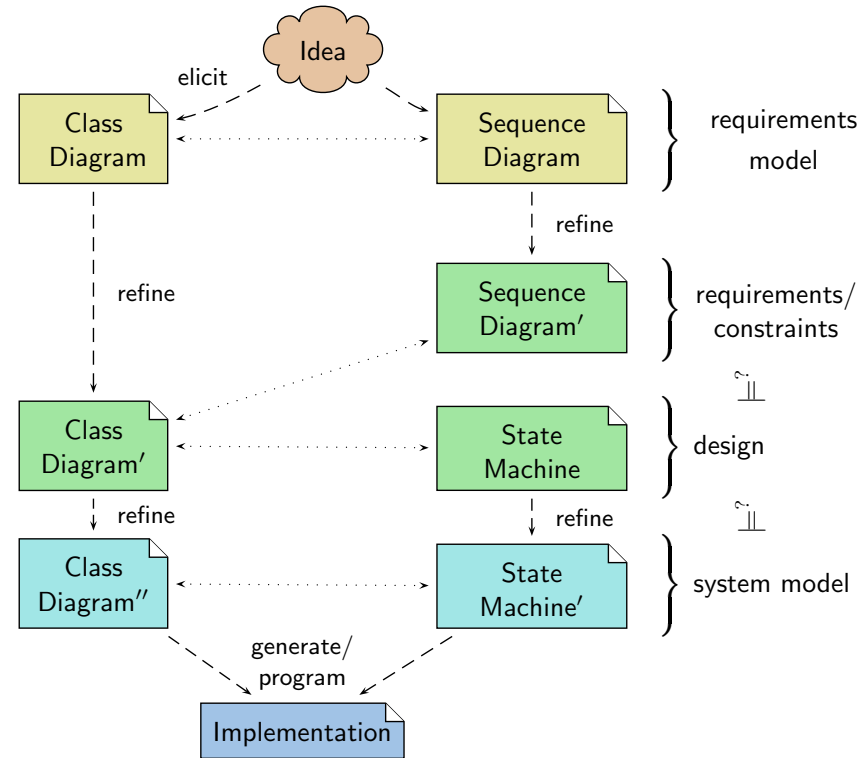 Idea
elicit
Class
Diagram
Sequence
Diagram
requirements
model
refine
refine
Sequence
Diagram′
requirements/
constraints
?
Class
Diagram′
State
Machine
design
refine
refine
?
Class
Diagram′′
State
Machine′
system model
generate/
program
Implementation